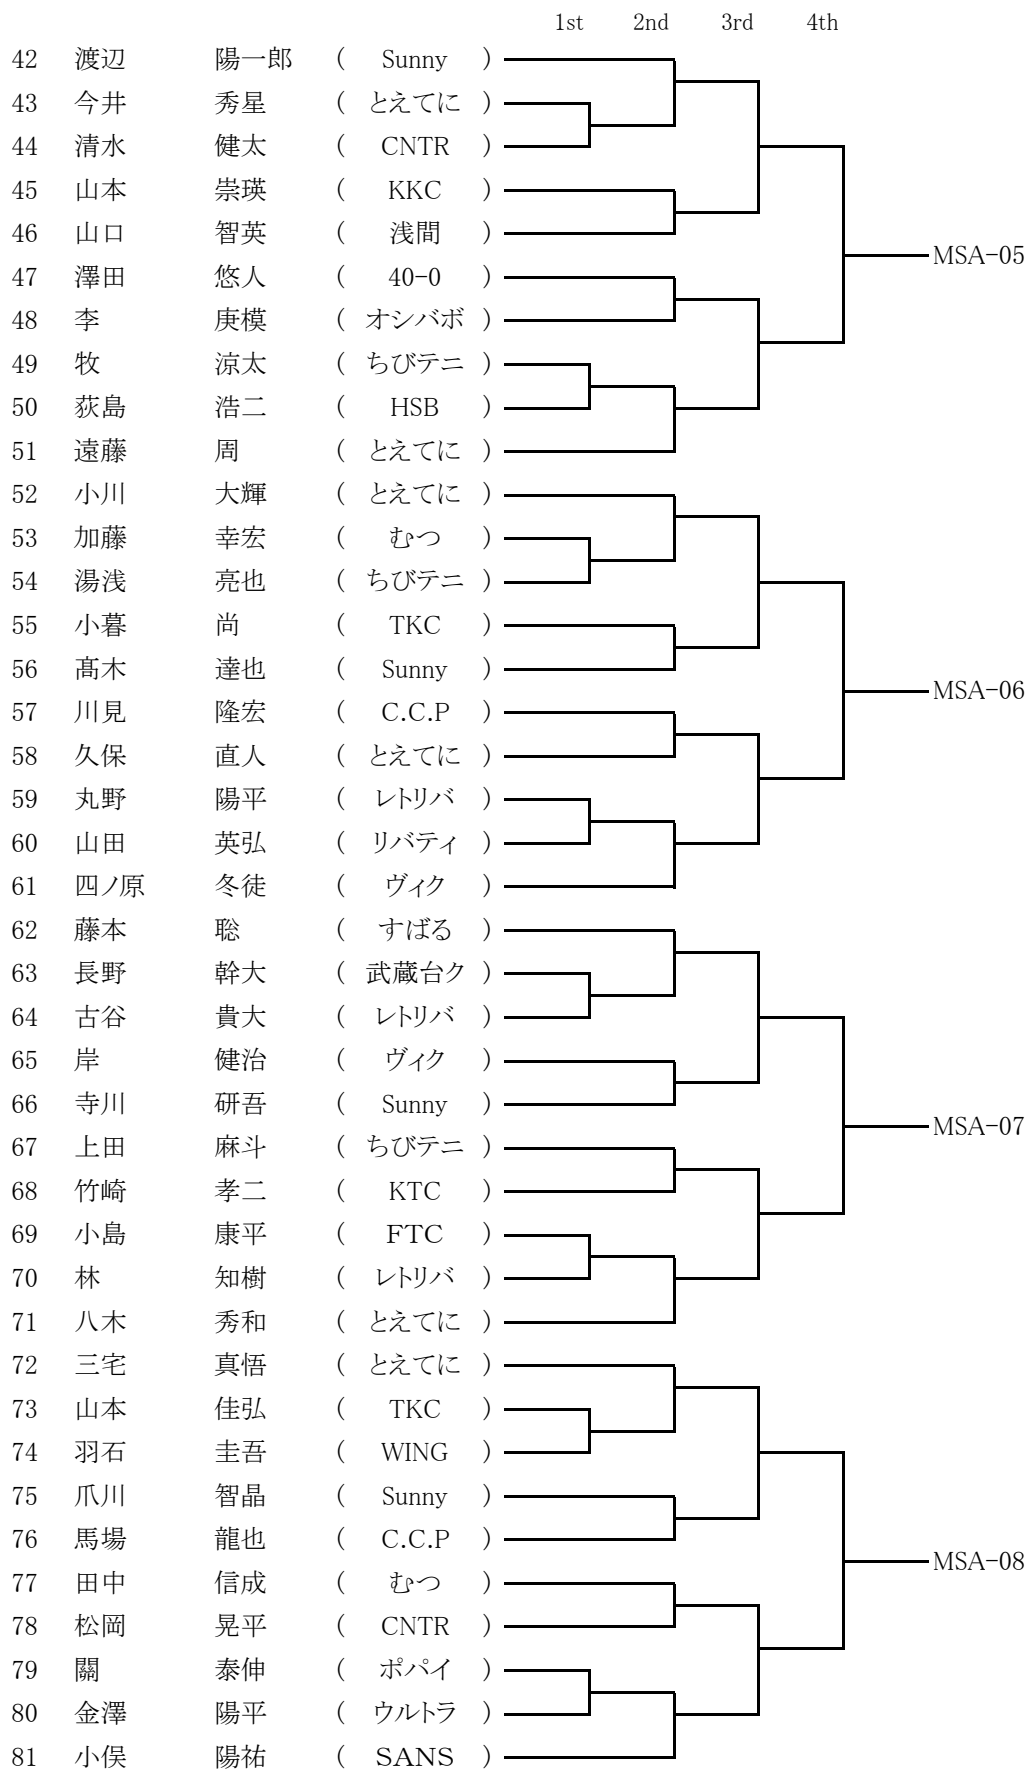 1st 2nd 3rd 4th
42 渡辺 陽一郎 ( Sunny )
43 今井 秀星 ( とえてに )
44 清水 健太 ( CNTR )
45 山本 崇瑛 ( KKC )
46 山口 智英 ( 浅間 )
MSA-05
47 澤田 悠人 ( 40-0 )
48 李 庚模 ( オシバボ )
49 牧 涼太 ( ちびテニ )
50 荻島 浩二 ( HSB )
51 遠藤 周 ( とえてに )
52 小川 大輝 ( とえてに )
53 加藤 幸宏 ( むつ )
54 湯浅 亮也 ( ちびテニ )
55 小暮 尚 ( TKC )
56 髙木 達也 ( Sunny )
MSA-06
57 川見 隆宏 ( C.C.P )
58 久保 直人 ( とえてに )
59 丸野 陽平 ( レトリバ )
60 山田 英弘 ( リバティ )
61 四ノ原 冬徒 ( ヴィク )
62 藤本 聡 ( すばる )
63 長野 幹大 ( 武蔵台ク )
64 古谷 貴大 ( レトリバ )
65 岸 健治 ( ヴィク )
66 寺川 研吾 ( Sunny )
MSA-07
67 上田 麻斗 ( ちびテニ )
68 竹崎 孝二 ( KTC )
69 小島 康平 ( FTC )
70 林 知樹 ( レトリバ )
71 八木 秀和 ( とえてに )
72 三宅 真悟 ( とえてに )
73 山本 佳弘 ( TKC )
74 羽石 圭吾 ( WING )
75 爪川 智晶 ( Sunny )
76 馬場 龍也 ( C.C.P )
MSA-08
77 田中 信成 ( むつ )
78 松岡 晃平 ( CNTR )
79 關 泰伸 ( ポパイ )
80 金澤 陽平 ( ウルトラ )
81 小俣 陽祐 ( SANS )